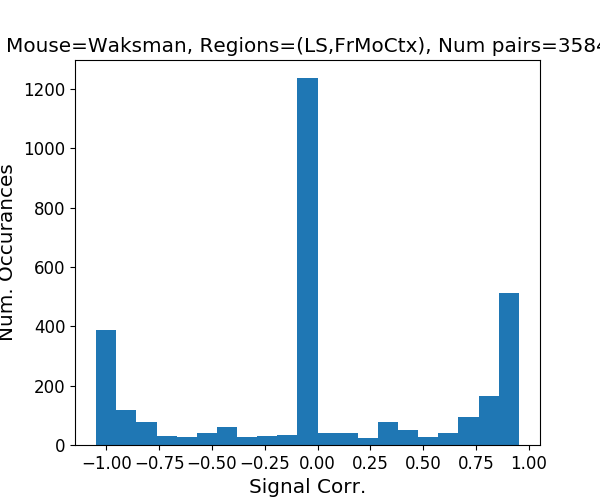 Mouse=Waksman, Regions=(LS,FrMoCtx), Num pairs=3584
1200
1000
800
600
400
200
0
Num. Occurances
−1.00 −0.75 −0.50 −0.25 0.00 0.25 0.50 0.75 1.00
Signal Corr.